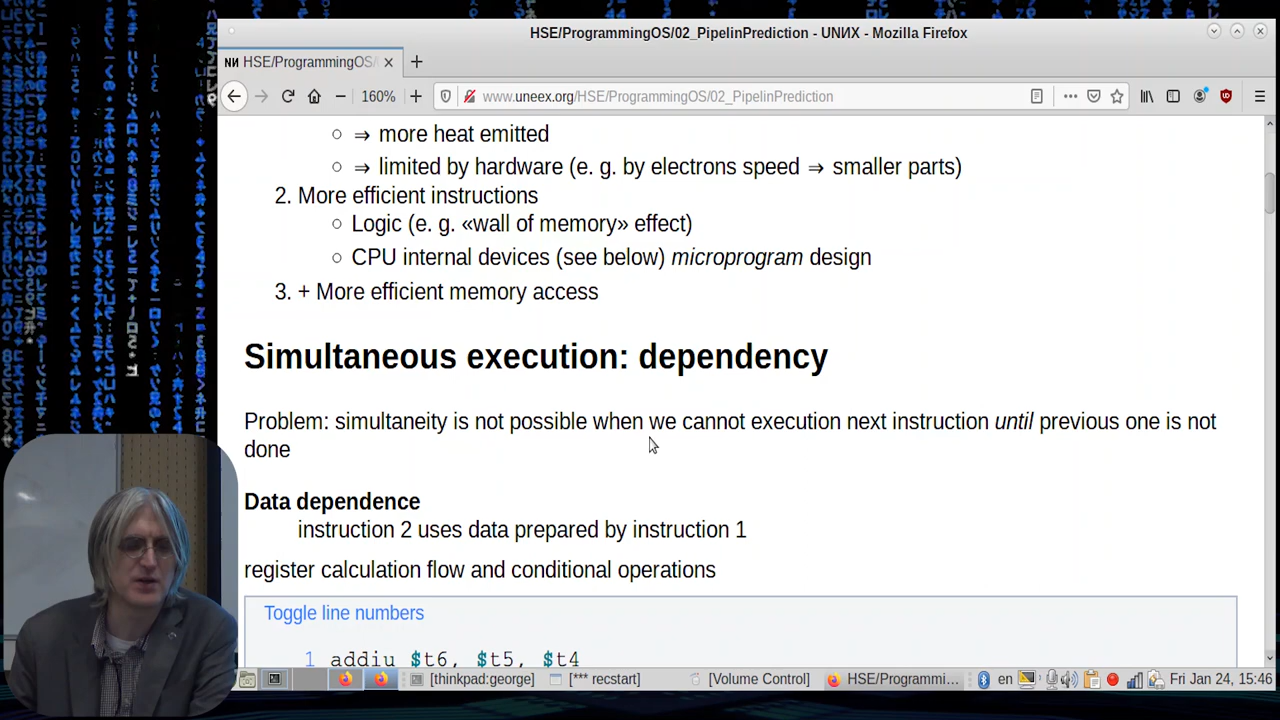 HSE/ProgrammingOS/02_PipelinPrediction - UNИX - Mozilla Firefox
NИ HSE/ProgrammingOS/
160%
www.uneex.org/HSE/ProgrammingOS/02_PipelinPrediction
⇒ more heat emitted
⇒ limited by hardware (e. g. by electrons speed ⇒ smaller parts)
2. More efficient instructions
Logic (e. g. «wall of memory» effect)
CPU internal devices (see below) microprogram design
3. + More efficient memory access
Simultaneous execution: dependency
Problem: simultaneity is not possible when we cannot execution next instruction until previous one is not
done
Data dependence
instruction 2 uses data prepared by instruction 1
register calculation flow and conditional operations
Toggle line numbers
1 addiu $t6, $t5, $t4
[thinkpad:george] [*** recstart] [Volume Control] HSE/Programmi... en Fri Jan 24, 15:46